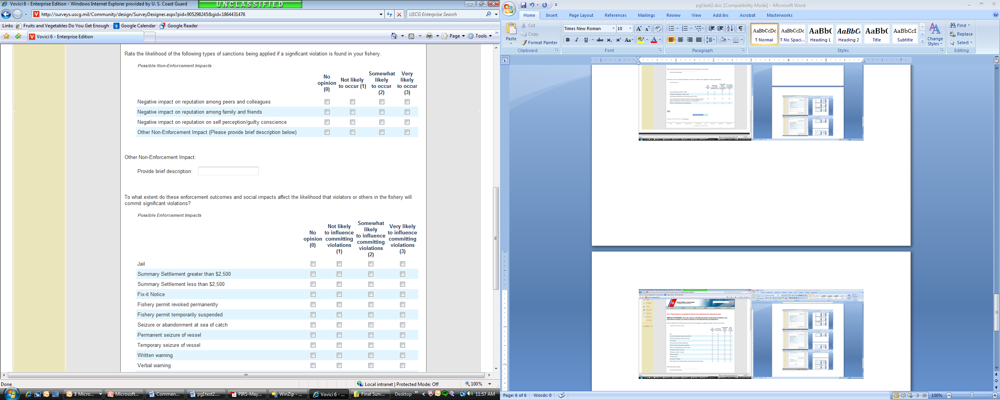 Vovici 6 - Enterprise Edition - Windows Internet Explorer provided by U. S. Coast Guard
UNCLASSIFIED
http://surveys.uscg.mil/Community/design/SurveyDesigner.aspx?pid=905298245&gid=1864431476
USCG Enterprise Search
Links Fruits and Vegetables Do You Get Enough Google Calendar Google Reader
Vovici 6 - Enterprise Edition
Page Tools
Rate the likelihood of the following types of sanctions being applied if a significant violation is found in your fishery.
Possible Non-Enforcement Impacts
No opinion (0) Not likely to occur (1) Somewhat likely to occur (2) Very likely to occur (3)
Negative impact on reputation among peers and colleagues
Negative impact on reputation among family and friends
Negative impact on reputation on self perception/guilty conscience
Other Non-Enforcement Impact (Please provide brief description below)
Other Non-Enforcement Impact:
Provide brief description:
To what extent do these enforcement outcomes and social impacts affect the likelihood that violators or others in the fishery will
commit significant violations?
Possible Enforcement Impacts
No opinion (0) Not likely to influence committing violations (1) Somewhat likely to influence committing violations (2) Very likely to influence committing violations (3)
Jail
Summary Settlement greater than $2,500
Summary Settlement less than $2,500
Fix-it Notice
Fishery permit revoked permanently
Fishery permit temporarily suspended
Seizure or abandonment at sea of catch
Permanent seizure of vessel
Temporary seizure of vessel
Written warning
Verbal warning
Done
Local intranet | Protected Mode: Off
100%
3 Micro... Microsoft... Commen... pg1test2.... PIRS-May... WinZip - ... Vovici 6 - ... Final Surv... Desktop 11:57 AM
pg1test2.doc [Compatibility Mode] - Microsoft Word
Home Insert Page Layout References Mailings Review View Add-Ins Acrobat Masterworks
Paste
Cut
Copy
Format Painter
Clipboard
Times New Roman 10
Font
Paragraph
AaBbCcDd ¶ Normal
AaBbCcDd ¶ No Spaci...
AaBbC Heading 1
AaBbCc Heading 2
AaBbC Title
AaBbCcI Subtitle
Change Styles
Styles
Find
Replace
Select
Editing
United States Coast Guard
U.S. Coast Guard Living Marine Resources Enforcement Questionnaire
Page: 6 of 6 Words: 0
100%